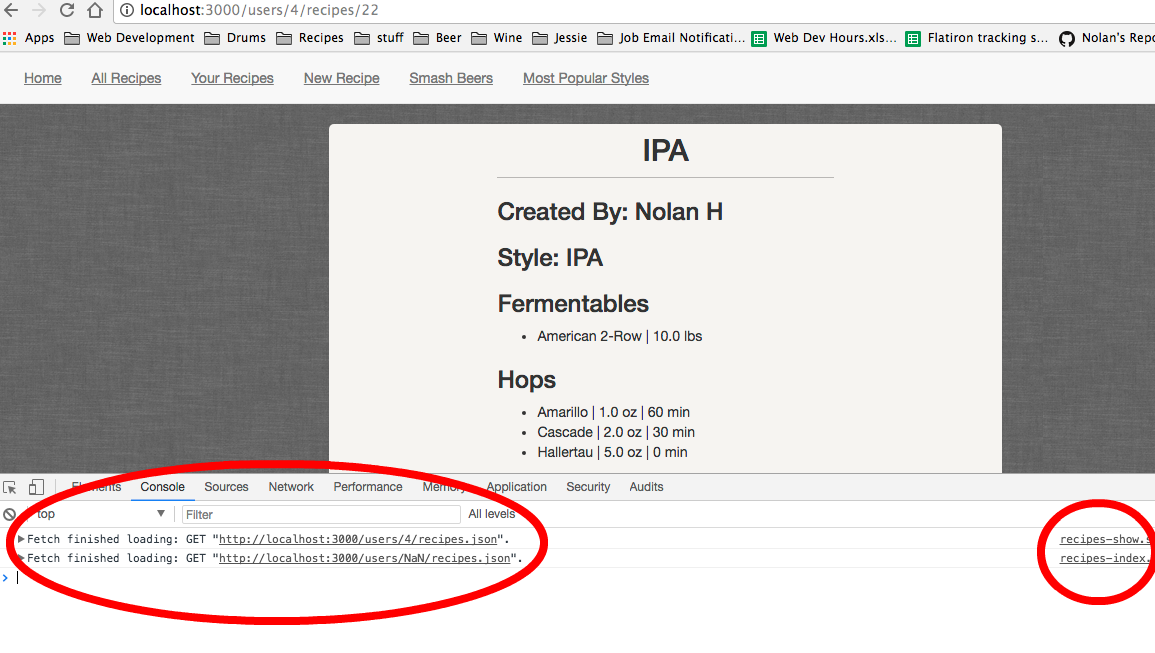 localhost:3000/users/4/recipes/22
Apps Web Development Drums Recipes stuff Beer Wine Jessie Job Email Notificati... Web Dev Hours.xls... Flatiron tracking s... Nolan's Repo
Home All Recipes Your Recipes New Recipe Smash Beers Most Popular Styles
IPA
Created By: Nolan H
Style: IPA
Fermentables
• American 2-Row | 10.0 lbs
Hops
• Amarillo | 1.0 oz | 60 min
• Cascade | 2.0 oz | 30 min
• Hallertau | 5.0 oz | 0 min
Elements Console Sources Network Performance Memory Application Security Audits
top Filter All levels
Fetch finished loading: GET "http://localhost:3000/users/4/recipes.json". recipes-show.s
Fetch finished loading: GET "http://localhost:3000/users/NaN/recipes.json". recipes-index.